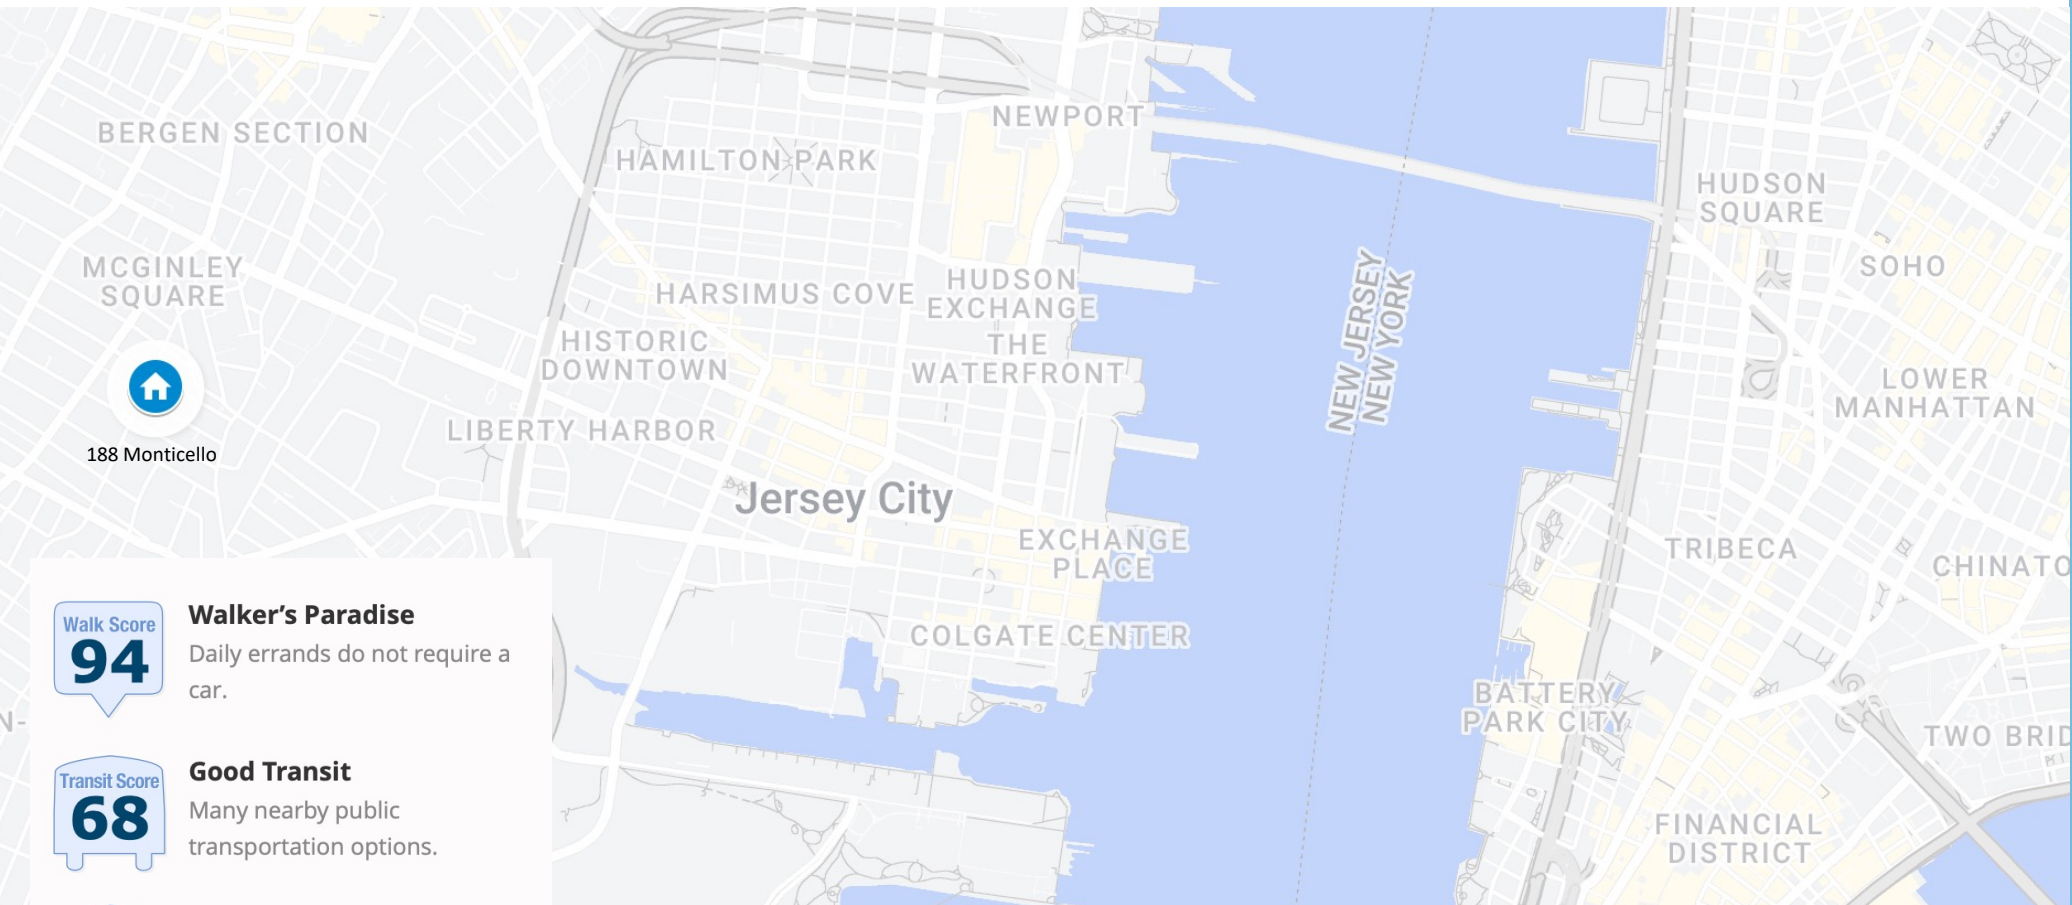 NEWPORT
BERGEN SECTION
HAMILTON PARK
HUDSON
SQUARE
MCGINLEY
SQUARE
SOHO
HARSIMUS COVE
HUDSON
EXCHANGE
NEW JERSEY
NEW YORK
HISTORIC
DOWNTOWN
THE
WATERFRONT
LOWER
MANHATTAN
LIBERTY HARBOR
188 Monticello
Jersey City
EXCHANGE
PLACE
TRIBECA
CHINATO
COLGATE CENTER
Walk Score
94
Walker’s Paradise
Daily errands do not require a
car.
BATTERY
PARK CITY
N-
TWO BRID
Transit Score
68
Good Transit
Many nearby public
transportation options.
FINANCIAL
DISTRICT